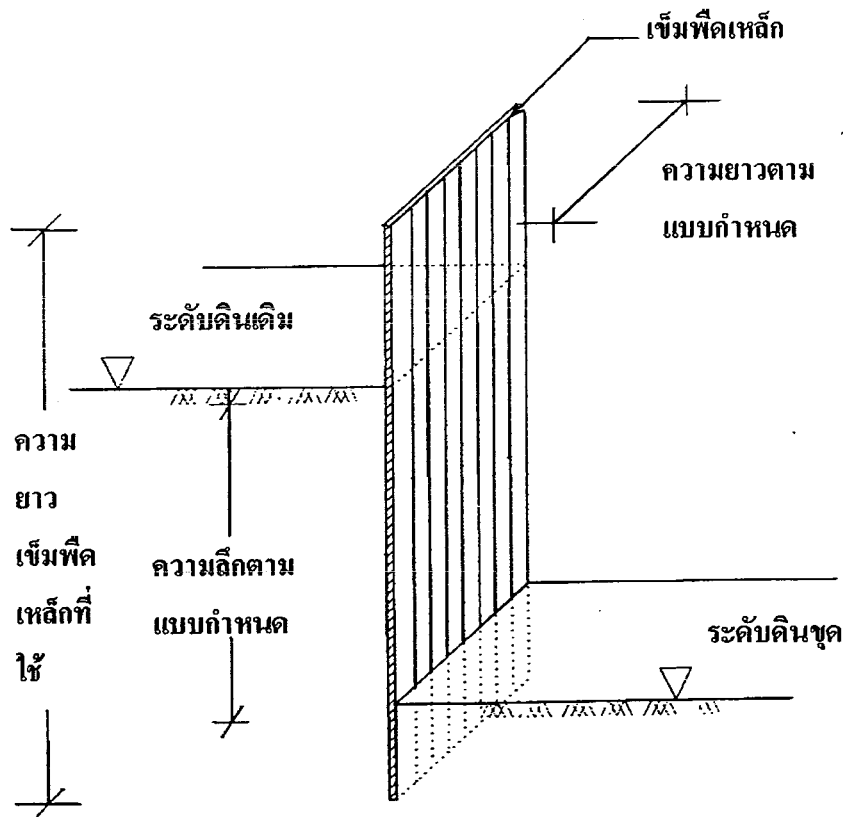 เข็มพืดเหล็ก
ความยาวตาม
แบบกำหนด
ระดับดินเดิม
ความ
ยาว
เข็มพืด
เหล็กที่
ใช้
ความลึกตาม
แบบกำหนด
ระดับดินขุด